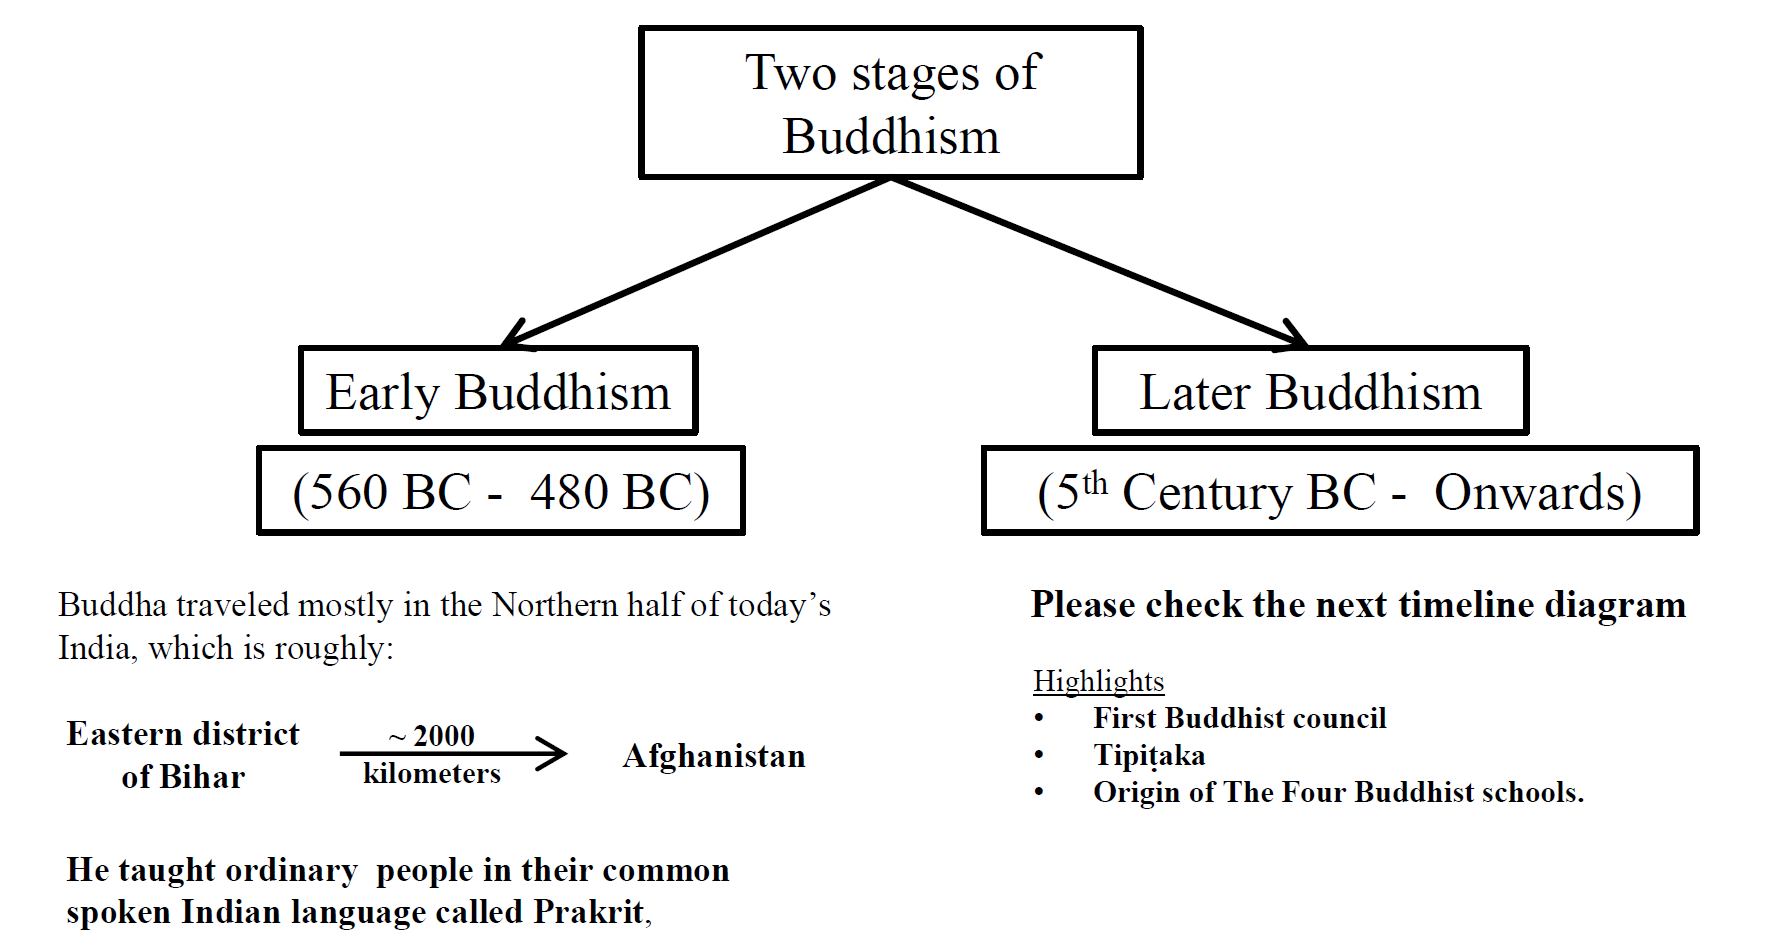 Two stages of
Buddhism
Early Buddhism
(560 BC -  480 BC)
Buddha traveled mostly in the Northern half of today’s
India, which is roughly:
Eastern district
of Bihar
~ 2000
kilometers
Afghanistan
He taught ordinary  people in their common
spoken Indian language called Prakrit,
Later Buddhism
(5th Century BC -  Onwards)
Please check the next timeline diagram
Highlights
• First Buddhist council
• Tipiṭaka
• Origin of The Four Buddhist schools.